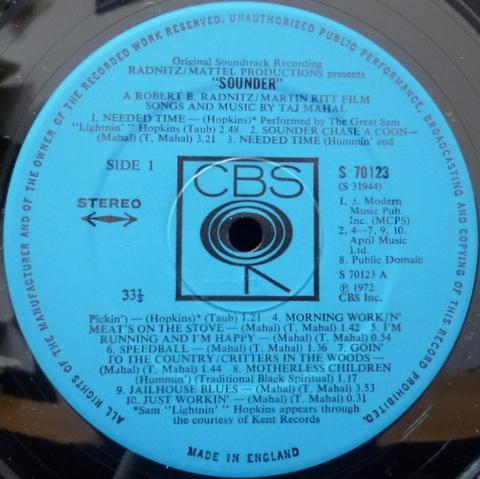 ALL RIGHTS OF THE MANUFACTURER AND OF THE OWNER OF THE RECORDED WORK RESERVED. UNAUTHORIZED PUBLIC PERFORMANCE, BROADCASTING AND COPYING OF THIS RECORD PROHIBITED.
Original Soundtrack Recording
RADNITZ/MATTEL PRODUCTIONS presents
"SOUNDER"
A ROBERT B. RADNITZ/MARTIN RITT FILM
SONGS AND MUSIC BY TAJ MAHAL
1. NEEDED TIME — (Hopkins)* Performed by The Great Sam
"Lightnin' " Hopkins (Taub) 2.48 2. SOUNDER CHASE A COON—
(Mahal) (T. Mahal) 3.21 3. NEEDED TIME (Hummin' and
SIDE 1
STEREO
33⅓
CBS
S 70123
(S 31944)
1, 3. Modern
Music Pub.
Inc. (MCPS)
2, 4—7, 9, 10.
April Music
Ltd.
8. Public Domain
S 70123 A
℗ 1972
CBS Inc.
Pickin') — (Hopkins)* (Taub) 1.21 4. MORNING WORK/N'
MEAT'S ON THE STOVE — (Mahal) (T. Mahal) 1.42 5. I'M
RUNNING AND I'M HAPPY — (Mahal) (T. Mahal) 0.54
6. SPEEDBALL — (Mahal) (T. Mahal) 1.36 7. GOIN'
TO THE COUNTRY/CRITTERS IN THE WOODS —
(Mahal) (T. Mahal) 1.44 8. MOTHERLESS CHILDREN
(Hummin') (Traditional Black Spiritual) 1.17
9. JAILHOUSE BLUES — (Mahal) (T. Mahal) 3.53
10. JUST WORKIN' — (Mahal) (T. Mahal) 0.31
*Sam "Lightnin' " Hopkins appears through
the courtesy of Kent Records
MADE IN ENGLAND